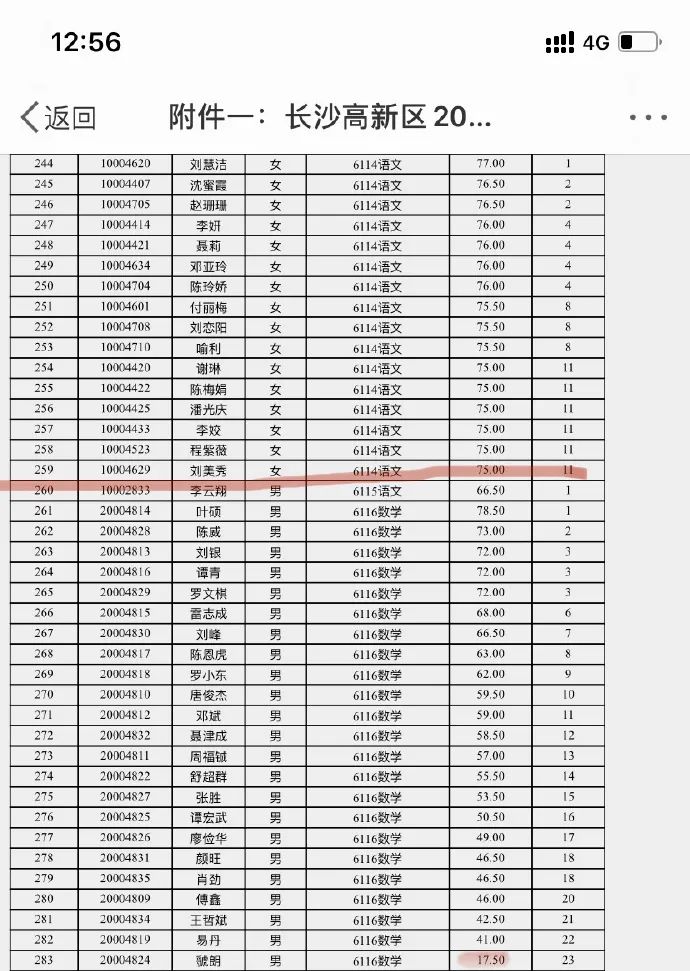 12:56 4G
返回 附件一：长沙高新区20...
244 10004620 刘慧洁 女 6114语文 77.00 1
245 10004407 沈蜜霞 女 6114语文 76.50 2
246 10004705 赵珊珊 女 6114语文 76.50 2
247 10004414 李妍 女 6114语文 76.00 4
248 10004421 聂莉 女 6114语文 76.00 4
249 10004634 邓亚玲 女 6114语文 76.00 4
250 10004704 陈玲娇 女 6114语文 76.00 4
251 10004601 付丽梅 女 6114语文 75.50 8
252 10004708 刘恋阳 女 6114语文 75.50 8
253 10004710 喻利 女 6114语文 75.50 8
254 10004420 谢琳 女 6114语文 75.00 11
255 10004422 陈梅娟 女 6114语文 75.00 11
256 10004425 潘光庆 女 6114语文 75.00 11
257 10004433 李姣 女 6114语文 75.00 11
258 10004523 程紫薇 女 6114语文 75.00 11
259 10004629 刘美秀 女 6114语文 75.00 11
260 10002833 李云翔 男 6115语文 66.50 1
261 20004814 叶硕 男 6116数学 78.50 1
262 20004828 陈威 男 6116数学 73.00 2
263 20004813 刘银 男 6116数学 72.00 3
264 20004816 谭青 男 6116数学 72.00 3
265 20004829 罗文棋 男 6116数学 72.00 3
266 20004815 雷志成 男 6116数学 68.00 6
267 20004830 刘峰 男 6116数学 66.50 7
268 20004817 陈恩虎 男 6116数学 63.00 8
269 20004818 罗小东 男 6116数学 62.00 9
270 20004810 唐俊杰 男 6116数学 59.50 10
271 20004812 邓斌 男 6116数学 59.00 11
272 20004832 聂津成 男 6116数学 58.50 12
273 20004811 周福铖 男 6116数学 57.00 13
274 20004822 舒超群 男 6116数学 55.50 14
275 20004827 张胜 男 6116数学 53.50 15
276 20004825 谭宏武 男 6116数学 50.50 16
277 20004826 廖俭华 男 6116数学 49.00 17
278 20004831 颜旺 男 6116数学 46.50 18
279 20004835 肖劲 男 6116数学 46.50 18
280 20004809 傅鑫 男 6116数学 46.00 20
281 20004834 王哲斌 男 6116数学 42.50 21
282 20004819 易丹 男 6116数学 41.00 22
283 20004824 虢朗 男 6116数学 17.50 23